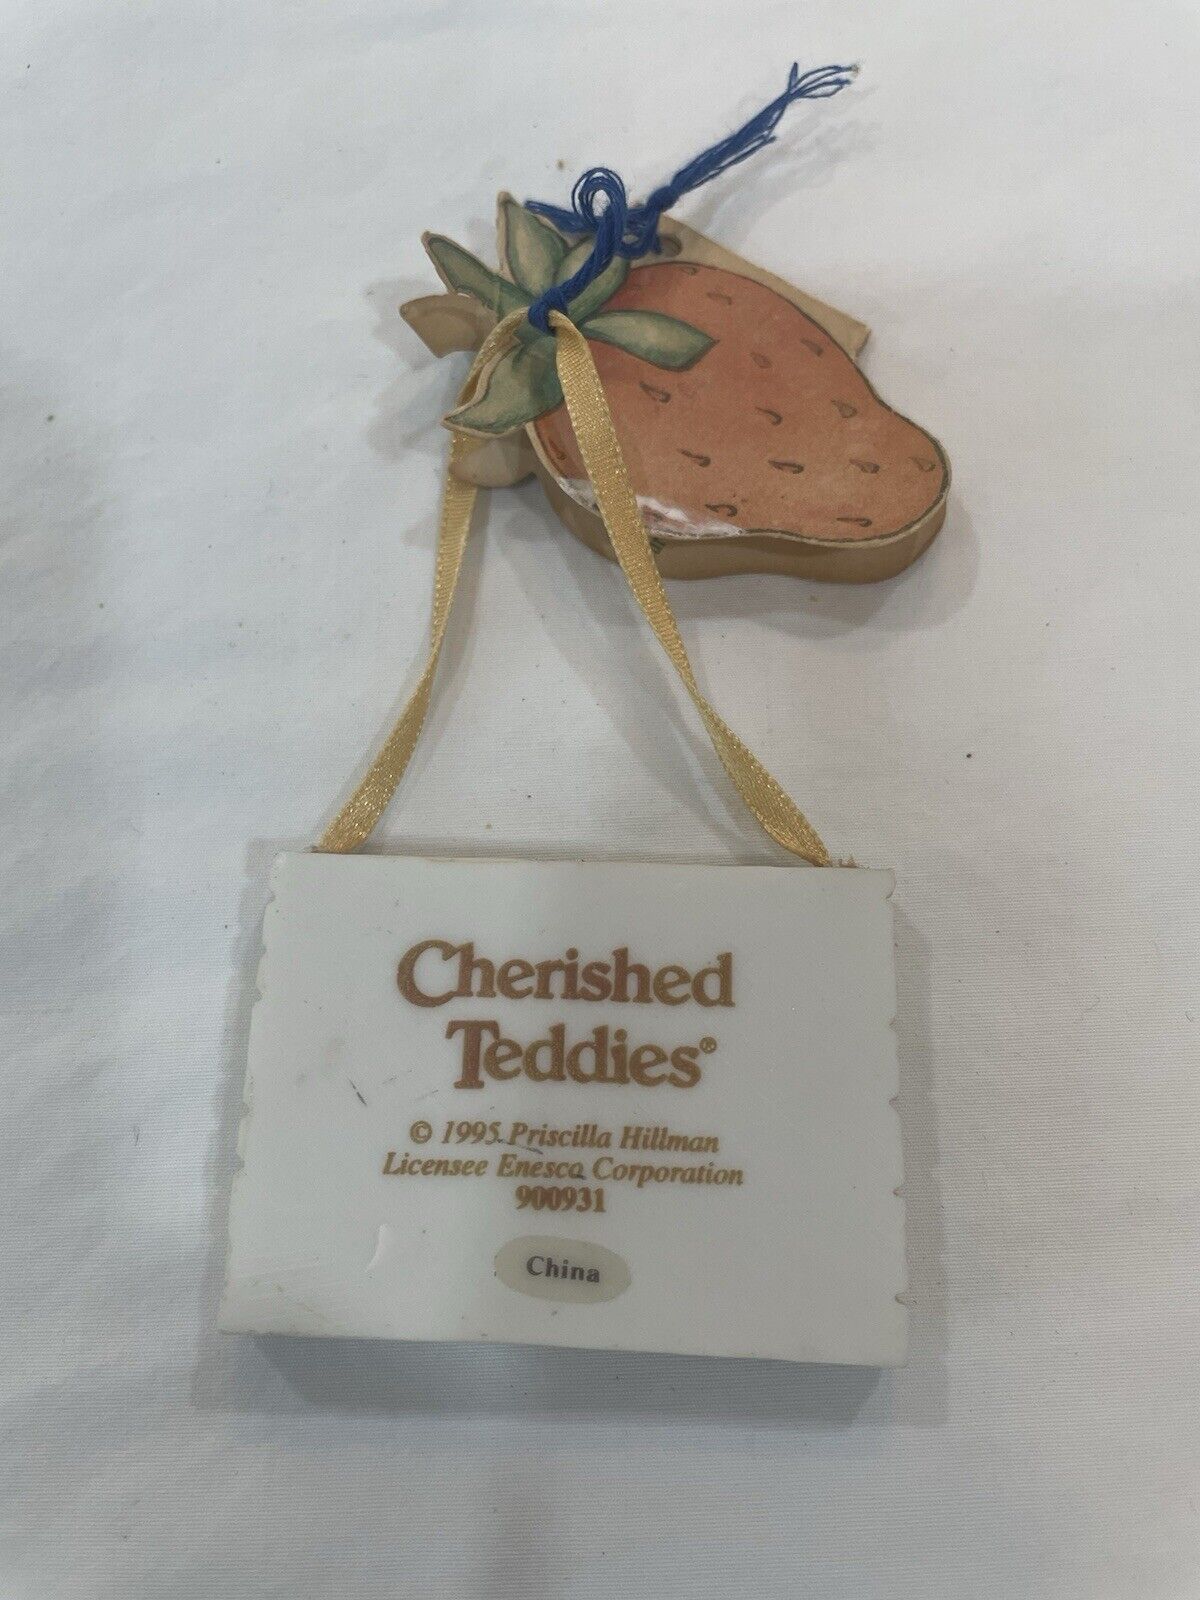 Cherished
Teddies®
© 1995 Priscilla Hillman
Licensee Enesco Corporation
900931
China